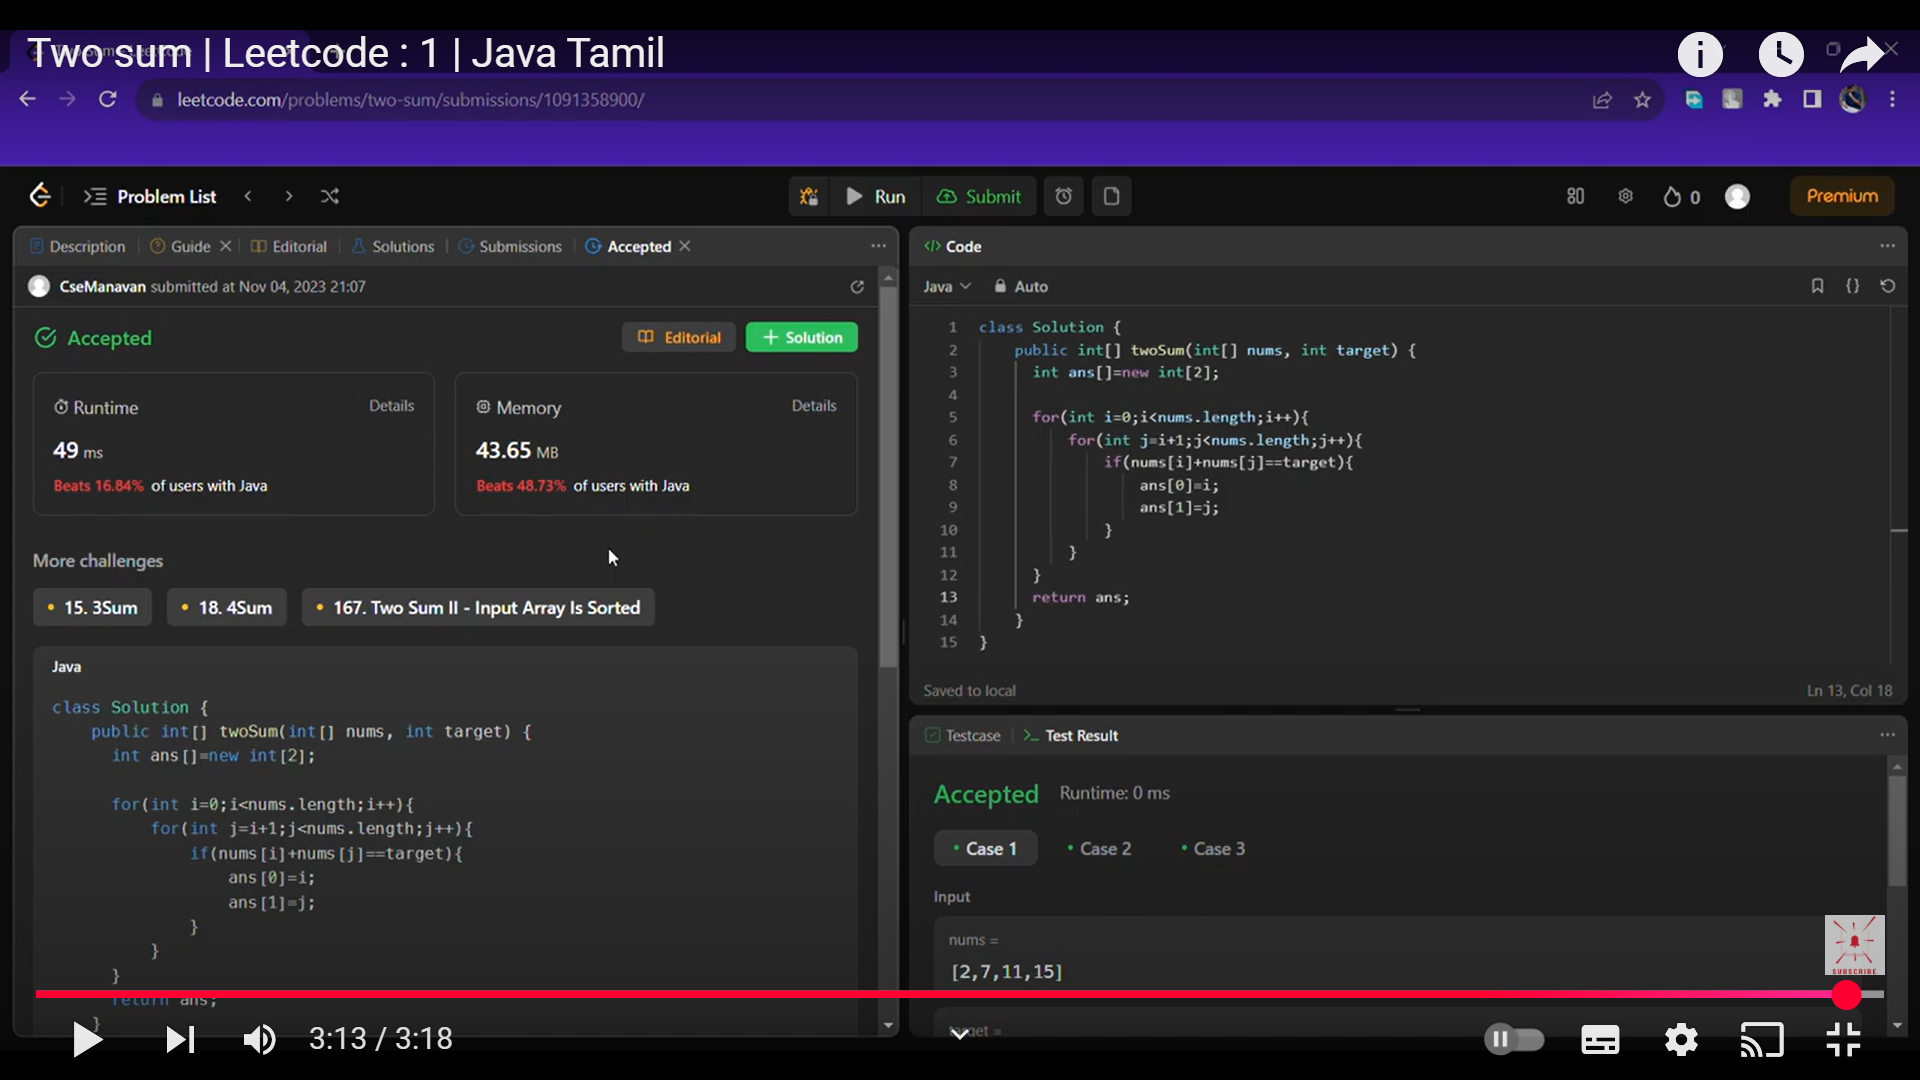 Two sum | Leetcode : 1 | Java Tamil
leetcode.com/problems/two-sum/submissions/1091358900/
Problem List
Run
Submit
0
Premium
Description
Guide
Editorial
Solutions
Submissions
Accepted
CseManavan submitted at Nov 04, 2023 21:07
Accepted
Editorial
+ Solution
Runtime
Details
49 ms
Beats 16.84% of users with Java
Memory
Details
43.65 MB
Beats 48.73% of users with Java
More challenges
15. 3Sum
18. 4Sum
167. Two Sum II - Input Array Is Sorted
Java
class Solution {
public int[] twoSum(int[] nums, int target) {
int ans[]=new int[2];
for(int i=0;i<nums.length;i++){
for(int j=i+1;j<nums.length;j++){
if(nums[i]+nums[j]==target){
ans[0]=i;
ans[1]=j;
}
}
}
return ans;
}
</> Code
Java
Auto
1 class Solution {
2 public int[] twoSum(int[] nums, int target) {
3 int ans[]=new int[2];
4
5 for(int i=0;i<nums.length;i++){
6 for(int j=i+1;j<nums.length;j++){
7 if(nums[i]+nums[j]==target){
8 ans[0]=i;
9 ans[1]=j;
10 }
11 }
12 }
13 return ans;
14 }
15 }
Saved to local
Ln 13, Col 18
Testcase
>_ Test Result
Accepted
Runtime: 0 ms
Case 1
Case 2
Case 3
Input
nums =
[2,7,11,15]
target =
SUBSCRIBE
3:13 / 3:18